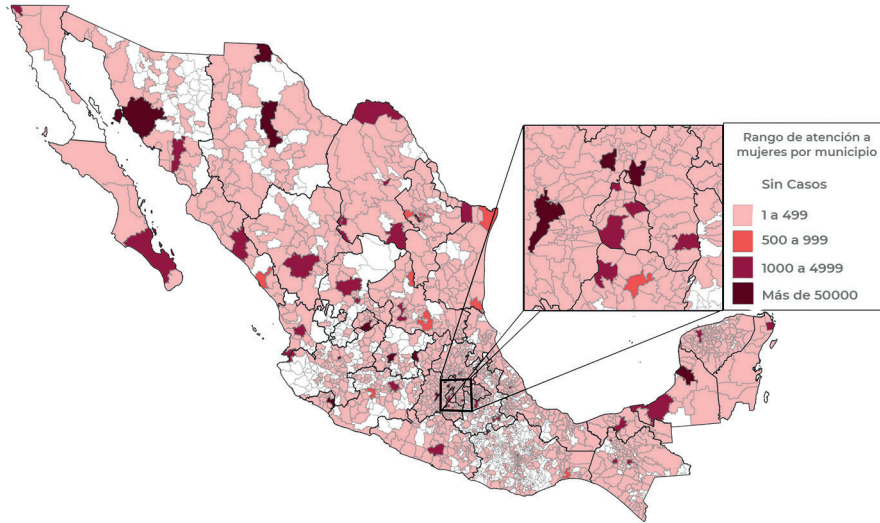 Rango de atención a
mujeres por municipio
Sin Casos
1 a 499
500 a 999
1000 a 4999
Más de 50000